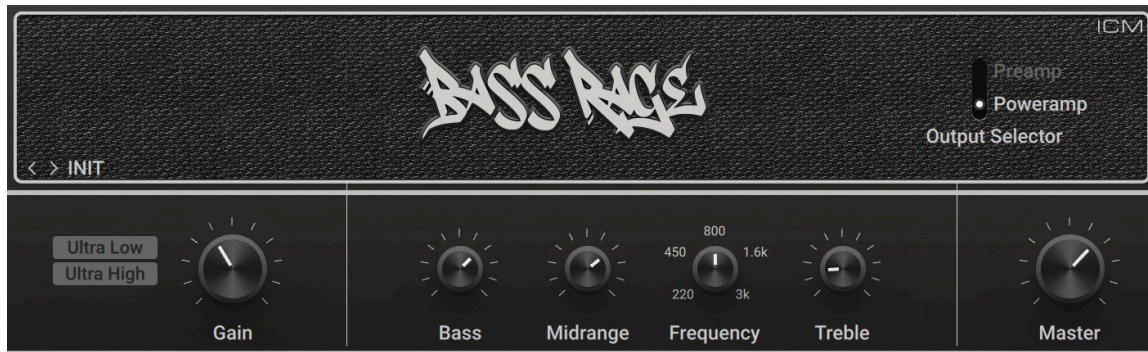 ICM
BASS RAGE
Preamp
Poweramp
Output Selector
< > INIT
Ultra Low
Ultra High
800
450
1.6k
220
3k
Gain
Bass
Midrange
Frequency
Treble
Master